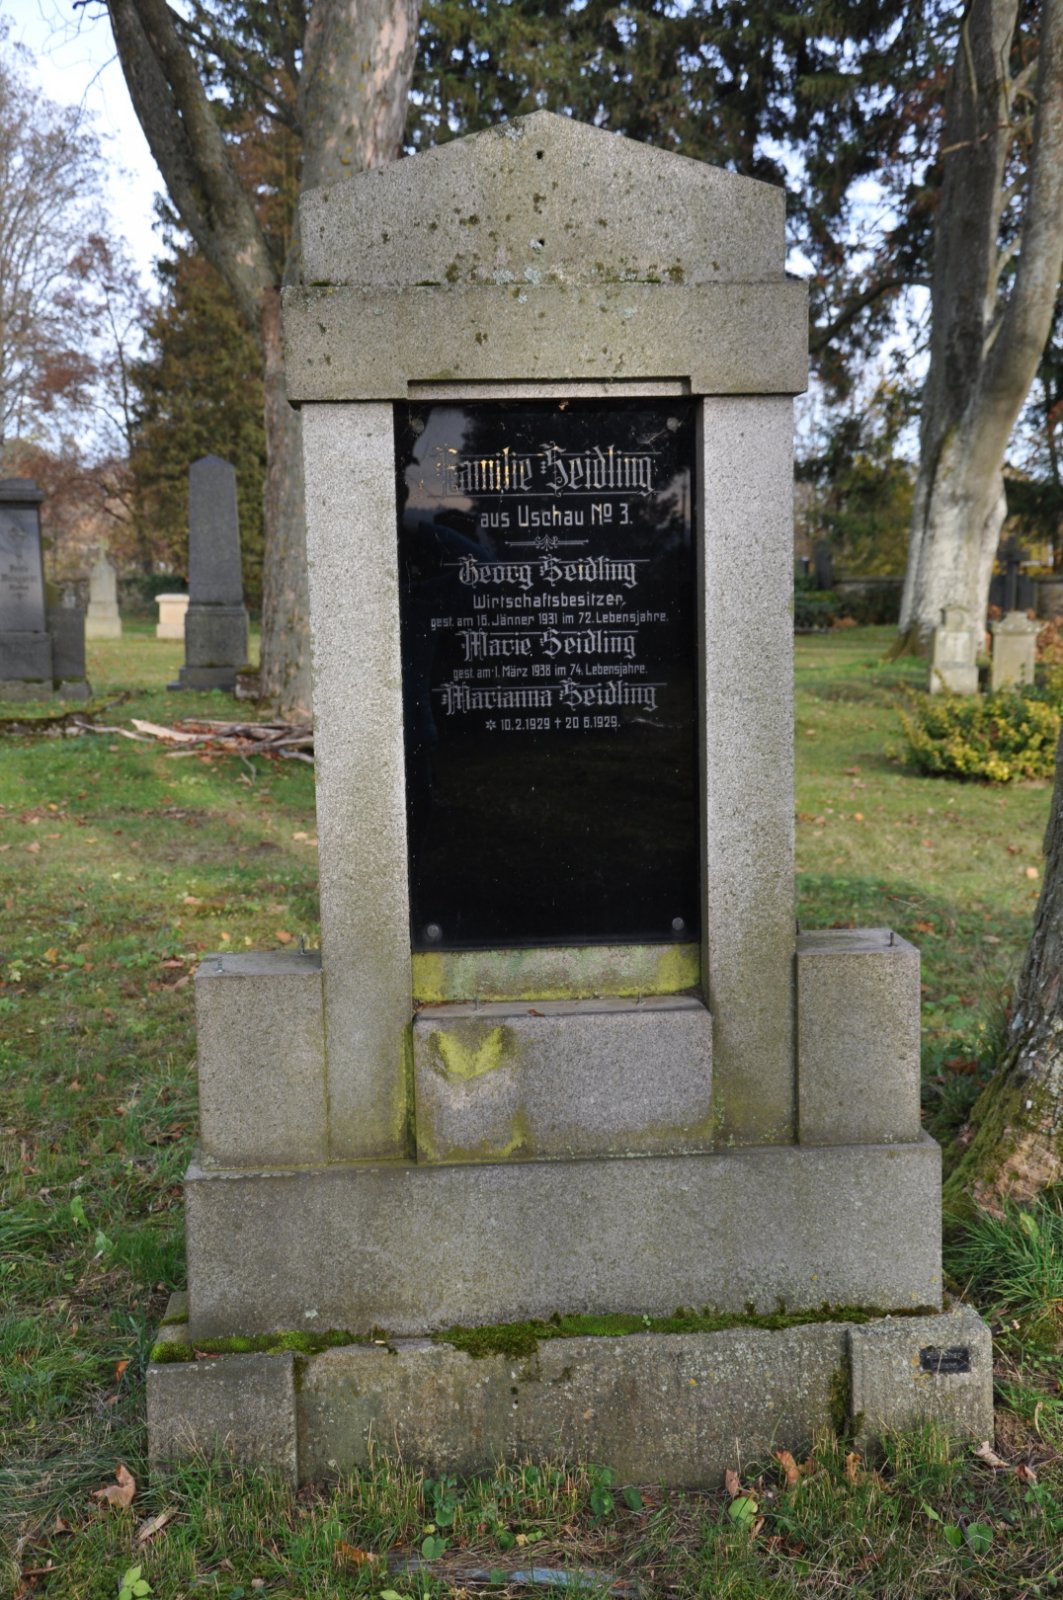 Familie Seidling
aus Uschau No 3.
Georg Seidling
Wirtschaftsbesitzer,
gest. am 16. Jänner 1931 im 72. Lebensjahre.
Marie Seidling
gest am 1. März 1938 im 74. Lebensjahre.
Marianna Seidling
* 10.2.1929 + 20 6.1929.